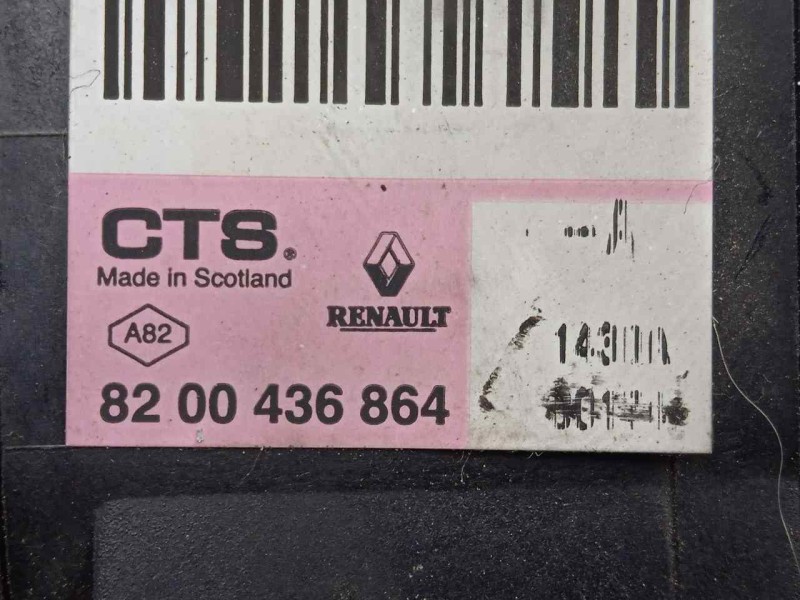 CTS®
Made in Scotland
A82
RENAULT
82 00 436 864